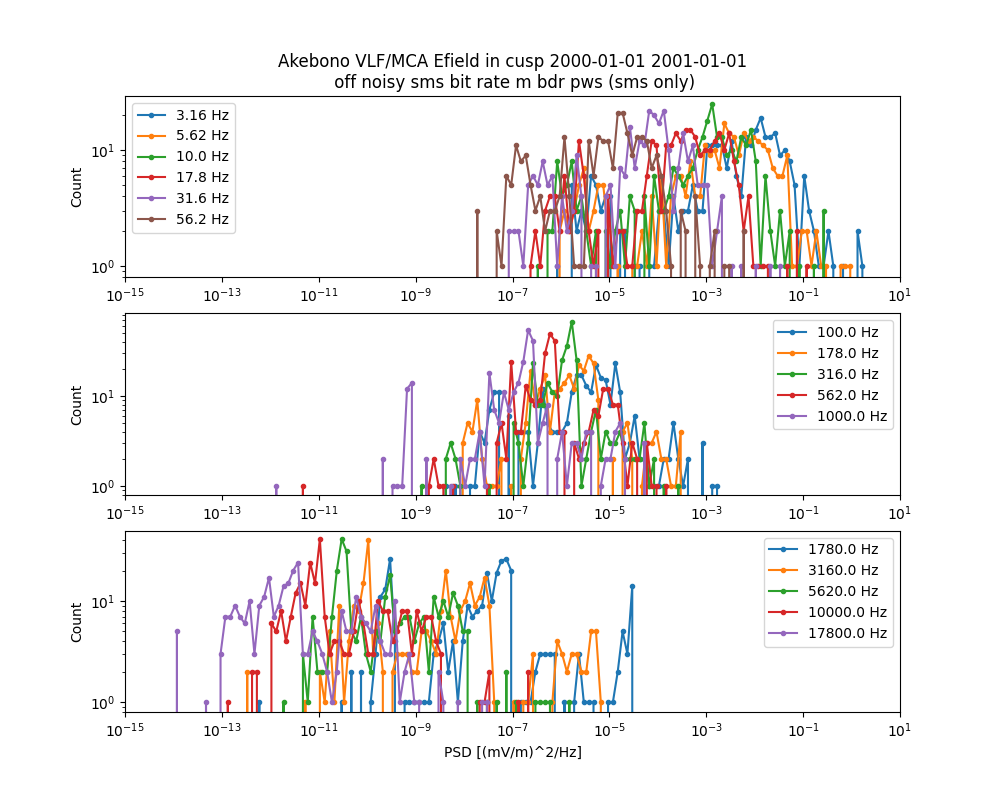 Akebono VLF/MCA Efield in cusp 2000-01-01 2001-01-01
off noisy sms bit rate m bdr pws (sms only)
Count
10^1
10^0
3.16 Hz
5.62 Hz
10.0 Hz
17.8 Hz
31.6 Hz
56.2 Hz
10^-15 10^-13 10^-11 10^-9 10^-7 10^-5 10^-3 10^-1 10^1
Count
10^1
10^0
100.0 Hz
178.0 Hz
316.0 Hz
562.0 Hz
1000.0 Hz
10^-15 10^-13 10^-11 10^-9 10^-7 10^-5 10^-3 10^-1 10^1
Count
10^1
10^0
1780.0 Hz
3160.0 Hz
5620.0 Hz
10000.0 Hz
17800.0 Hz
10^-15 10^-13 10^-11 10^-9 10^-7 10^-5 10^-3 10^-1 10^1
PSD [(mV/m)^2/Hz]